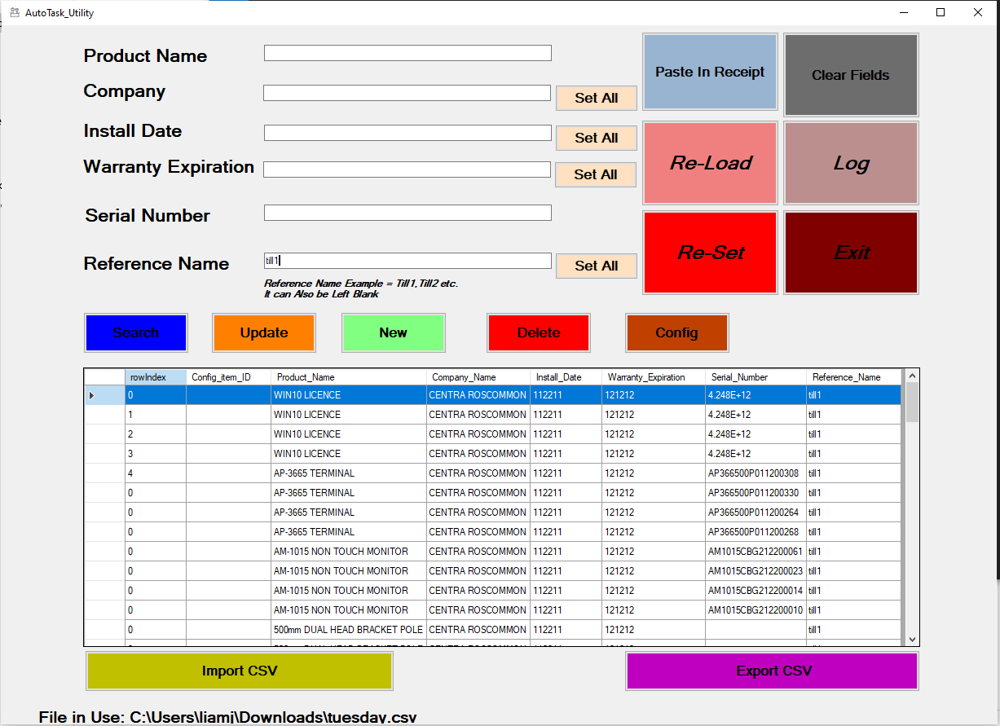 AutoTask_Utility
Product Name
Company
Set All
Install Date
Set All
Warranty Expiration
Set All
Serial Number
Reference Name
till1
Set All
Reference Name Example = Till1,Till2 etc.
It can Also be Left Blank
Paste In Receipt
Clear Fields
Re-Load
Log
Re-Set
Exit
Search
Update
New
Delete
Config
rowIndex Config_item_ID Product_Name Company_Name Install_Date Warranty_Expiration Serial_Number Reference_Name
0 WIN10 LICENCE CENTRA ROSCOMMON 112211 121212 4.248E+12 till1
1 WIN10 LICENCE CENTRA ROSCOMMON 112211 121212 4.248E+12 till1
2 WIN10 LICENCE CENTRA ROSCOMMON 112211 121212 4.248E+12 till1
3 WIN10 LICENCE CENTRA ROSCOMMON 112211 121212 4.248E+12 till1
4 AP-3665 TERMINAL CENTRA ROSCOMMON 112211 121212 AP366500P011200308 till1
0 AP-3665 TERMINAL CENTRA ROSCOMMON 112211 121212 AP366500P011200330 till1
0 AP-3665 TERMINAL CENTRA ROSCOMMON 112211 121212 AP366500P011200264 till1
0 AP-3665 TERMINAL CENTRA ROSCOMMON 112211 121212 AP366500P011200268 till1
0 AM-1015 NON TOUCH MONITOR CENTRA ROSCOMMON 112211 121212 AM1015CBG212200061 till1
0 AM-1015 NON TOUCH MONITOR CENTRA ROSCOMMON 112211 121212 AM1015CBG212200023 till1
0 AM-1015 NON TOUCH MONITOR CENTRA ROSCOMMON 112211 121212 AM1015CBG212200014 till1
0 AM-1015 NON TOUCH MONITOR CENTRA ROSCOMMON 112211 121212 AM1015CBG212200010 till1
0 500mm DUAL HEAD BRACKET POLE CENTRA ROSCOMMON 112211 121212 till1
Import CSV
Export CSV
File in Use: C:\Users\liamj\Downloads\tuesday.csv